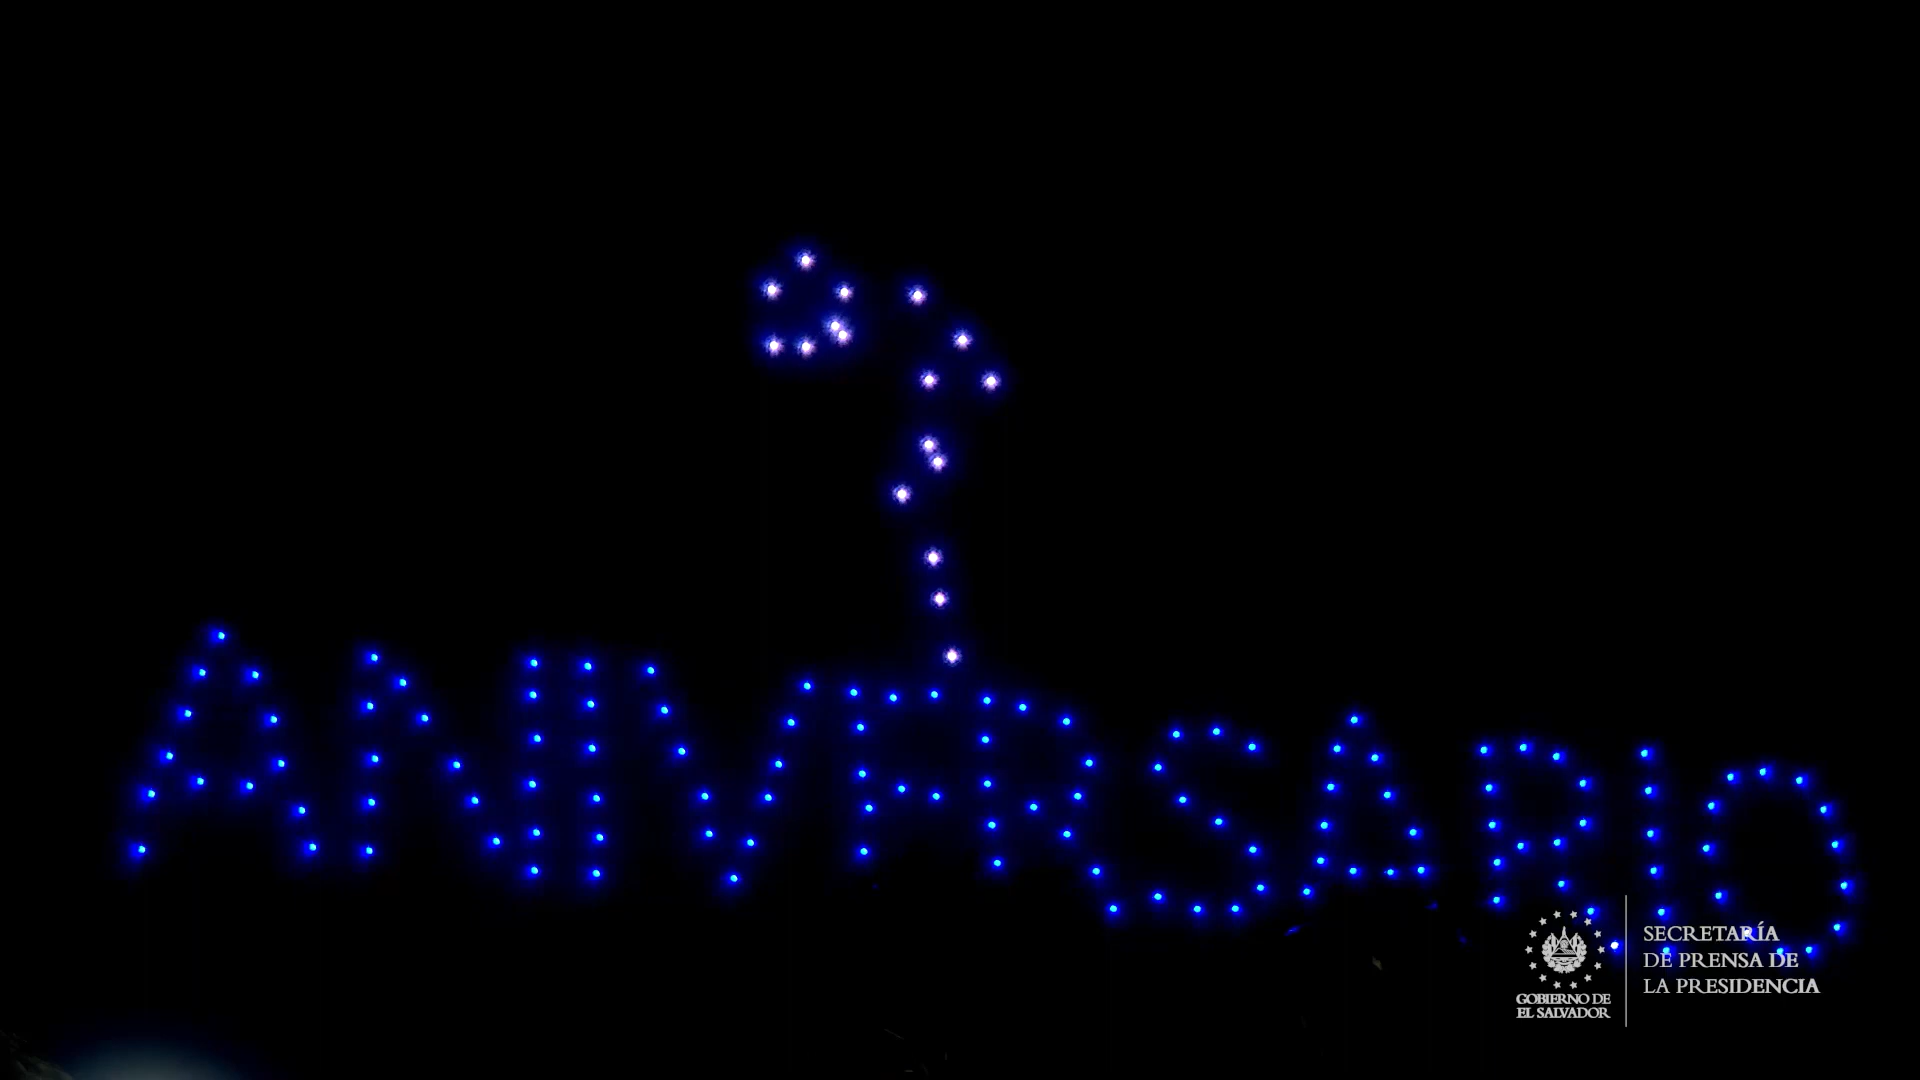 ANIVERSARIO
GOBIERNO DE
EL SALVADOR
SECRETARÍA
DE PRENSA DE
LA PRESIDENCIA